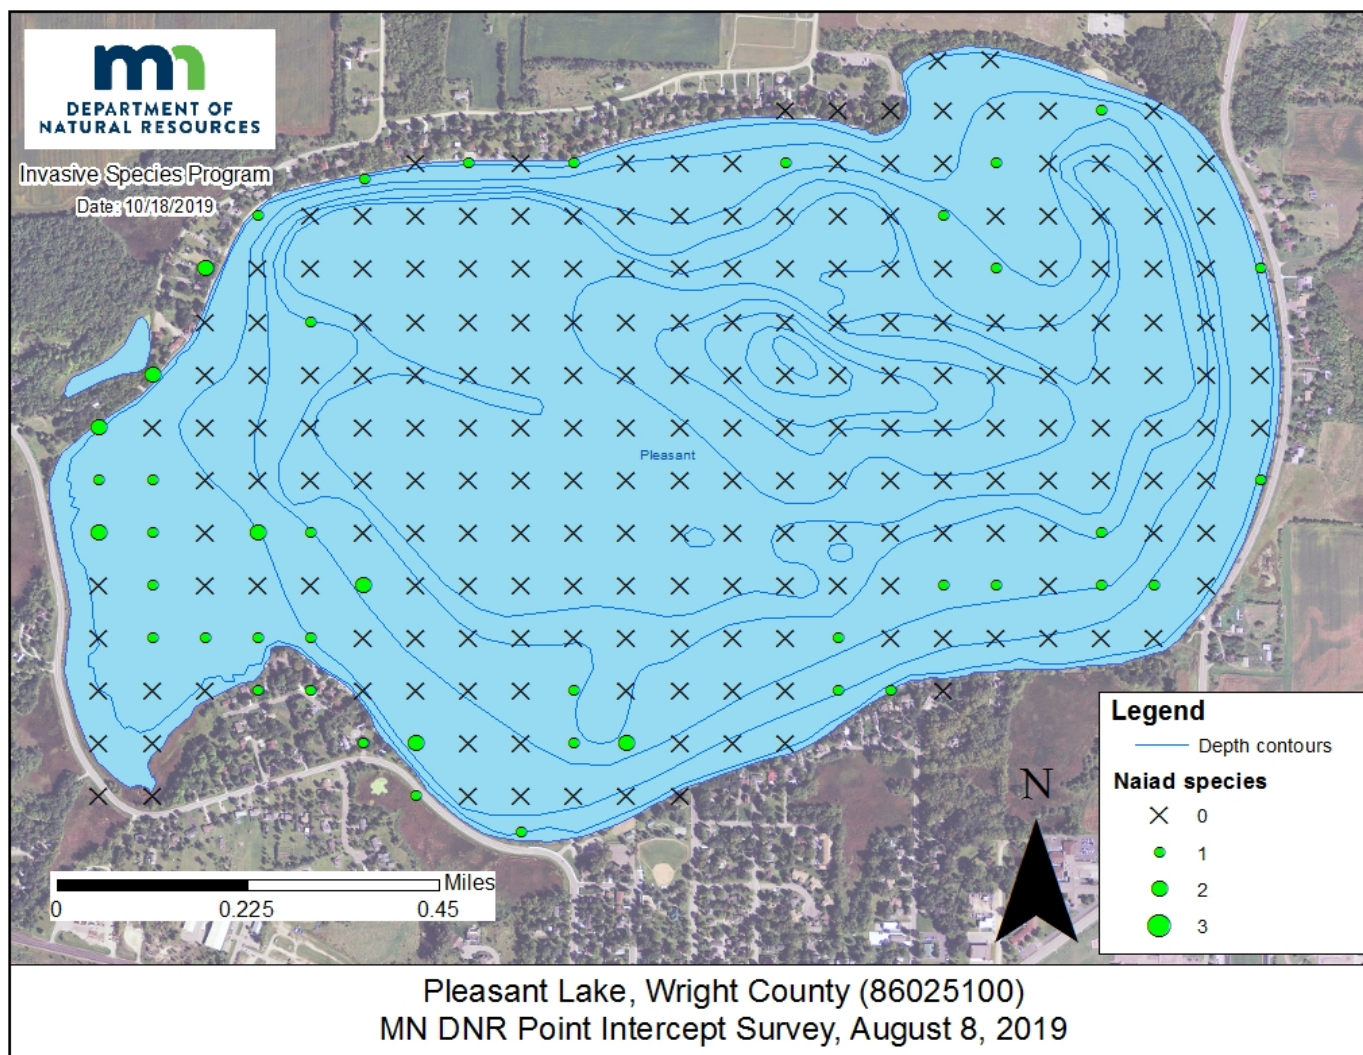 mn
DEPARTMENT OF
NATURAL RESOURCES
Invasive Species Program
Date: 10/18/2019
Pleasant
N
Legend
Depth contours
Naiad species
0
1
2
3
Miles
0 0.225 0.45
Pleasant Lake, Wright County (86025100)
MN DNR Point Intercept Survey, August 8, 2019